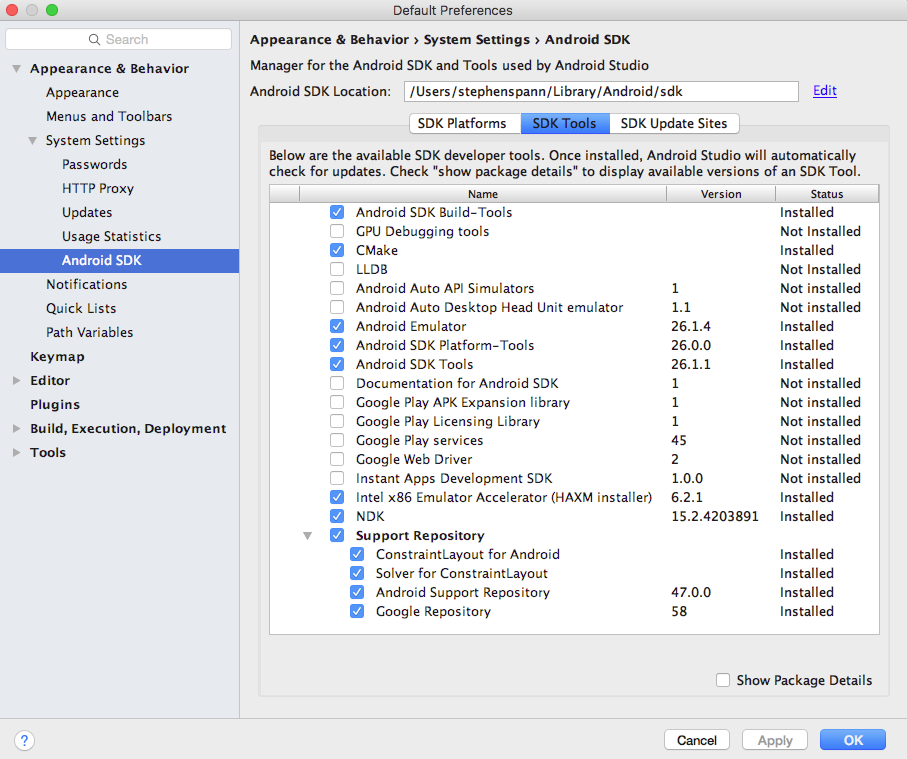 Default Preferences
Search
Appearance & Behavior
Appearance
Menus and Toolbars
System Settings
Passwords
HTTP Proxy
Updates
Usage Statistics
Android SDK
Notifications
Quick Lists
Path Variables
Keymap
Editor
Plugins
Build, Execution, Deployment
Tools
Appearance & Behavior › System Settings › Android SDK
Manager for the Android SDK and Tools used by Android Studio
Android SDK Location: /Users/stephenspann/Library/Android/sdk Edit
SDK Platforms SDK Tools SDK Update Sites
Below are the available SDK developer tools. Once installed, Android Studio will automatically
check for updates. Check "show package details" to display available versions of an SDK Tool.
Name Version Status
Android SDK Build-Tools Installed
GPU Debugging tools Not Installed
CMake Installed
LLDB Not Installed
Android Auto API Simulators 1 Not installed
Android Auto Desktop Head Unit emulator 1.1 Not installed
Android Emulator 26.1.4 Installed
Android SDK Platform-Tools 26.0.0 Installed
Android SDK Tools 26.1.1 Installed
Documentation for Android SDK 1 Not installed
Google Play APK Expansion library 1 Not installed
Google Play Licensing Library 1 Not installed
Google Play services 45 Not installed
Google Web Driver 2 Not installed
Instant Apps Development SDK 1.0.0 Not installed
Intel x86 Emulator Accelerator (HAXM installer) 6.2.1 Installed
NDK 15.2.4203891 Installed
Support Repository
ConstraintLayout for Android Installed
Solver for ConstraintLayout Installed
Android Support Repository 47.0.0 Installed
Google Repository 58 Installed
Show Package Details
? Cancel Apply OK